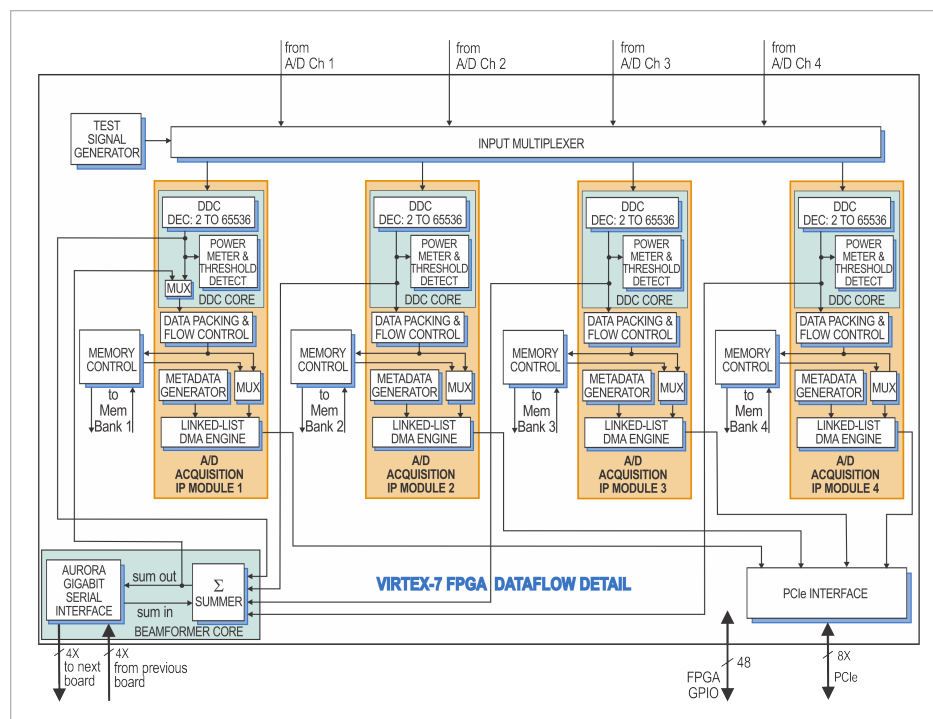 from
A/D Ch 1
from
A/D Ch 2
from
A/D Ch 3
from
A/D Ch 4
TEST
SIGNAL
GENERATOR
INPUT MULTIPLEXER
DDC
DEC: 2 TO 65536
POWER
METER &
THRESHOLD
DETECT
MUX
DDC CORE
DATA PACKING &
FLOW CONTROL
MEMORY
CONTROL
METADATA
GENERATOR
MUX
to
Mem
Bank 1
LINKED-LIST
DMA ENGINE
A/D
ACQUISITION
IP MODULE 1
DDC
DEC: 2 TO 65536
POWER
METER &
THRESHOLD
DETECT
DDC CORE
DATA PACKING &
FLOW CONTROL
MEMORY
CONTROL
METADATA
GENERATOR
MUX
to
Mem
Bank 2
LINKED-LIST
DMA ENGINE
A/D
ACQUISITION
IP MODULE 2
DDC
DEC: 2 TO 65536
POWER
METER &
THRESHOLD
DETECT
DDC CORE
DATA PACKING &
FLOW CONTROL
MEMORY
CONTROL
METADATA
GENERATOR
MUX
to
Mem
Bank 3
LINKED-LIST
DMA ENGINE
A/D
ACQUISITION
IP MODULE 3
DDC
DEC: 2 TO 65536
POWER
METER &
THRESHOLD
DETECT
DDC CORE
DATA PACKING &
FLOW CONTROL
MEMORY
CONTROL
METADATA
GENERATOR
MUX
to
Mem
Bank 4
LINKED-LIST
DMA ENGINE
A/D
ACQUISITION
IP MODULE 4
AURORA
GIGABIT
SERIAL
INTERFACE
sum out
sum in
Σ
SUMMER
BEAMFORMER CORE
VIRTEX-7 FPGA DATAFLOW DETAIL
PCIe INTERFACE
4X
to next
board
4X
from previous
board
48
FPGA
GPIO
8X
PCIe